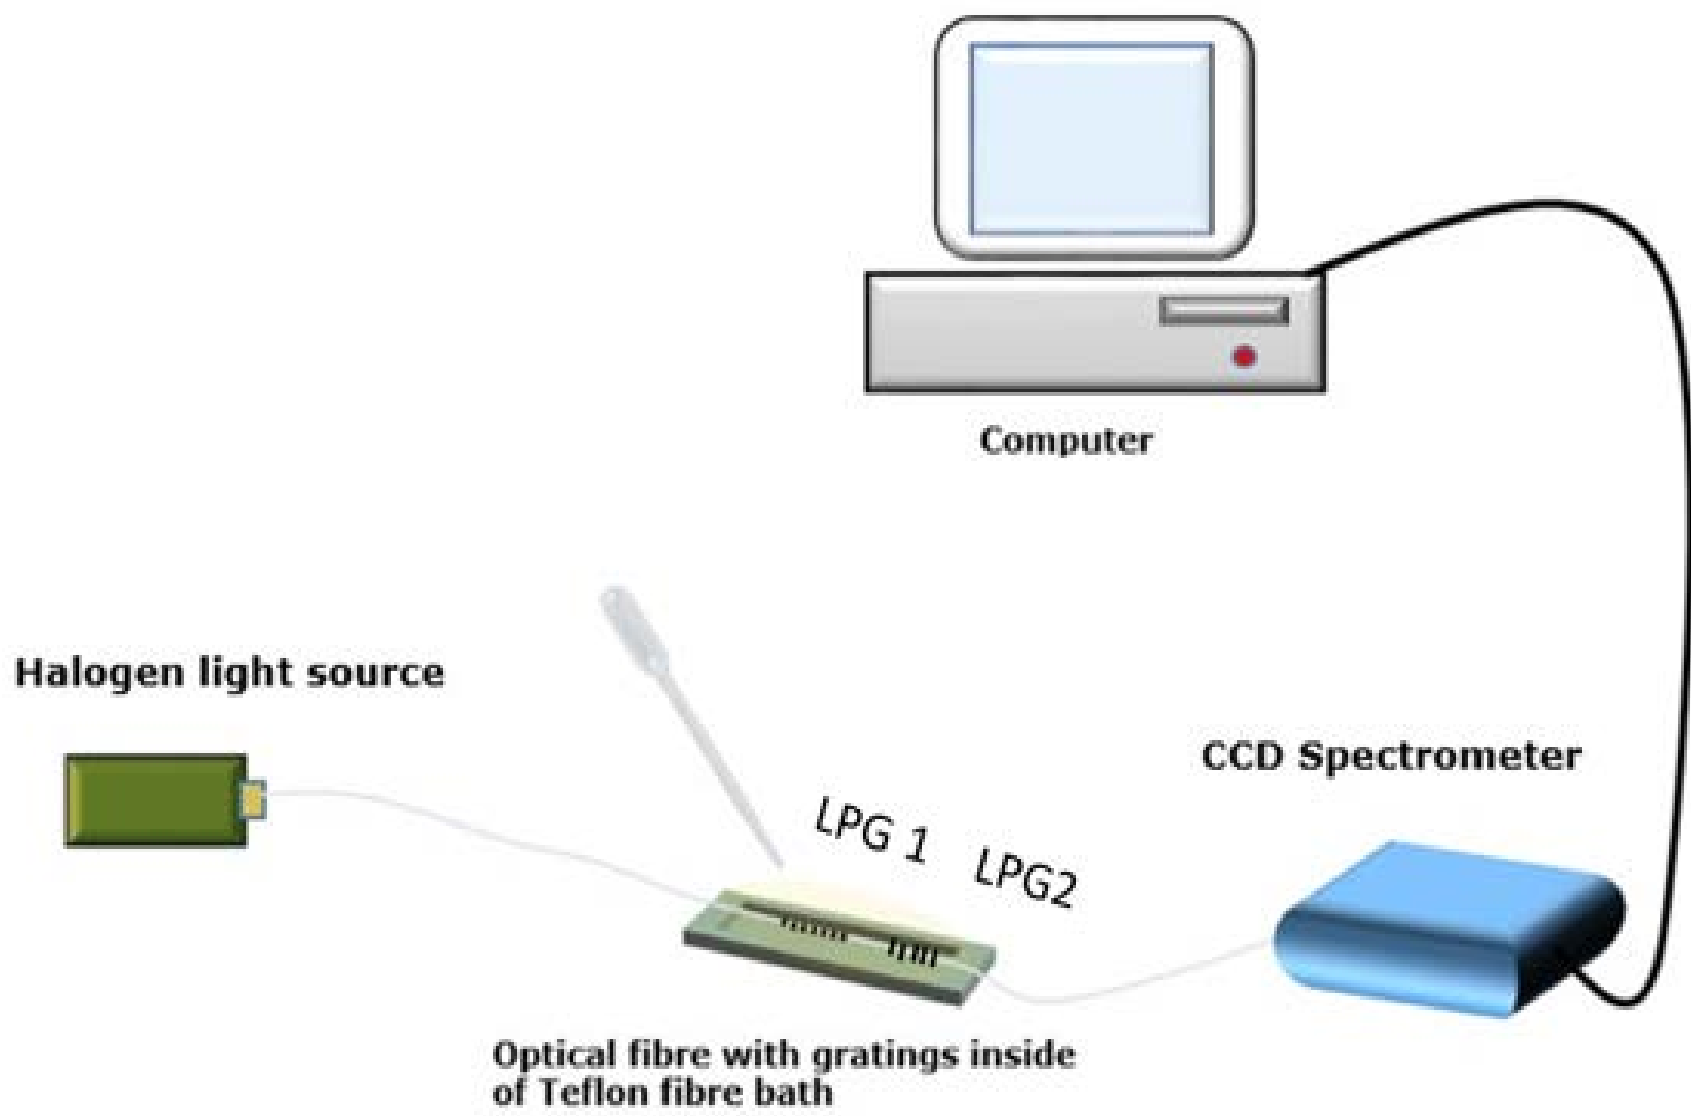 Computer
Halogen light source
CCD Spectrometer
LPG 1
LPG2
Optical fibre with gratings inside
of Teflon fibre bath